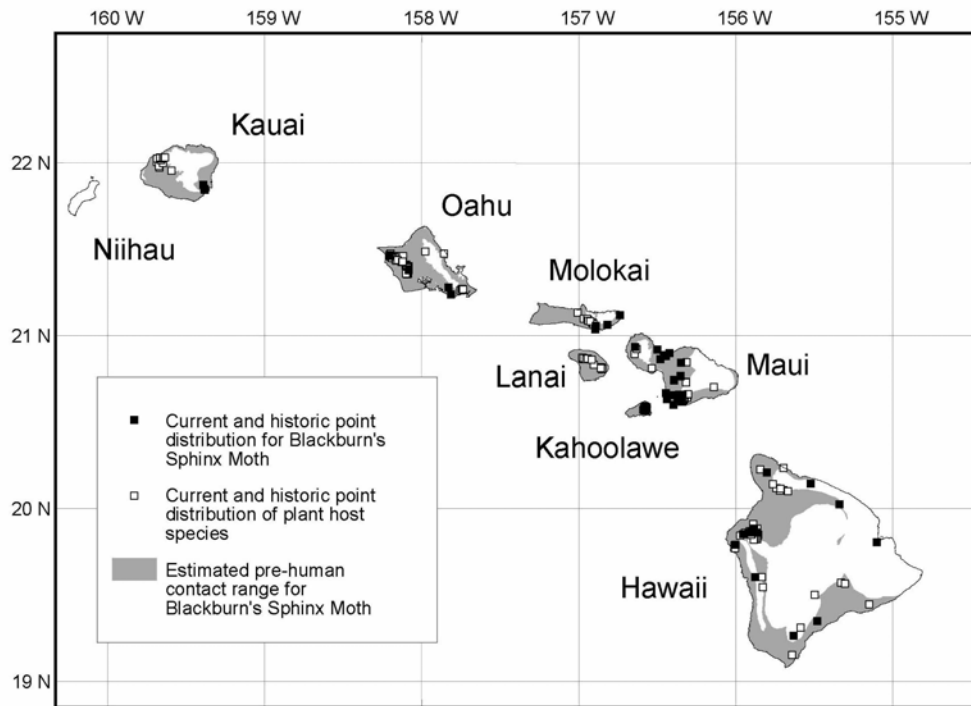 160 W 159 W 158 W 157 W 156 W 155 W
22 N
21 N
20 N
19 N
Kauai
Niihau
Oahu
Molokai
Lanai
Maui
Kahoolawe
Hawaii
Current and historic point
distribution for Blackburn's
Sphinx Moth
Current and historic point
distribution of plant host
species
Estimated pre-human
contact range for
Blackburn's Sphinx Moth